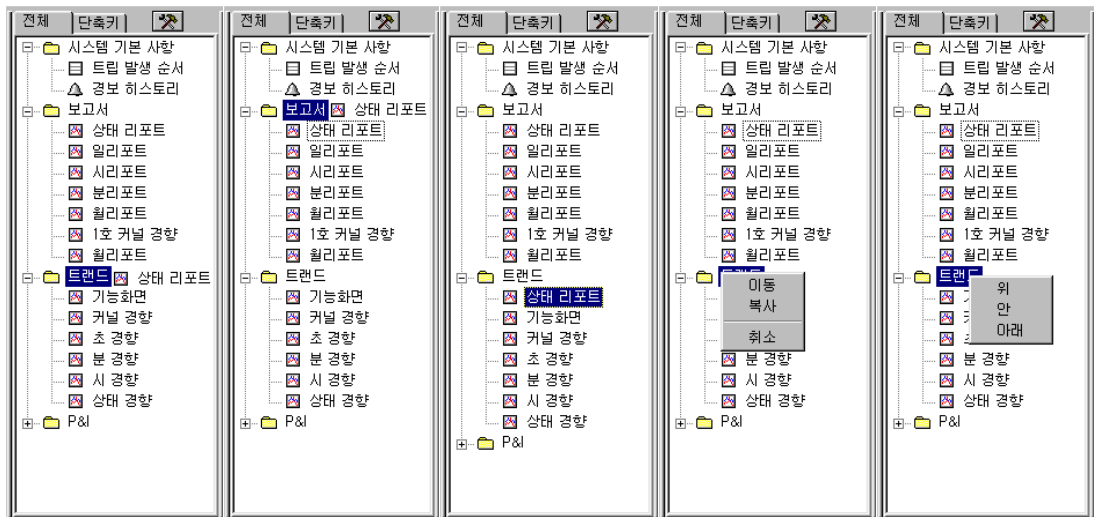 전체 단축키
시스템 기본 사항
트립 발생 순서
경보 히스토리
보고서
상태 리포트
일리포트
시리포트
분리포트
월리포트
1호 커널 경향
월리포트
트랜드 상태 리포트
기능화면
커널 경향
초 경향
분 경향
시 경향
상태 경향
P&I
전체 단축키
시스템 기본 사항
트립 발생 순서
경보 히스토리
보고서 상태 리포트
상태 리포트
일리포트
시리포트
분리포트
월리포트
1호 커널 경향
월리포트
트랜드
기능화면
커널 경향
초 경향
분 경향
시 경향
상태 경향
P&I
전체 단축키
시스템 기본 사항
트립 발생 순서
경보 히스토리
보고서
상태 리포트
일리포트
시리포트
분리포트
월리포트
1호 커널 경향
월리포트
트랜드
상태 리포트
기능화면
커널 경향
초 경향
분 경향
시 경향
상태 경향
P&I
전체 단축키
시스템 기본 사항
트립 발생 순서
경보 히스토리
보고서
상태 리포트
일리포트
시리포트
분리포트
월리포트
1호 커널 경향
월리포트
이동
복사
취소
분 경향
시 경향
상태 경향
P&I
전체 단축키
시스템 기본 사항
트립 발생 순서
경보 히스토리
보고서
상태 리포트
일리포트
시리포트
분리포트
월리포트
1호 커널 경향
월리포트
트랜드
위
안
아래
분 경향
시 경향
상태 경향
P&I